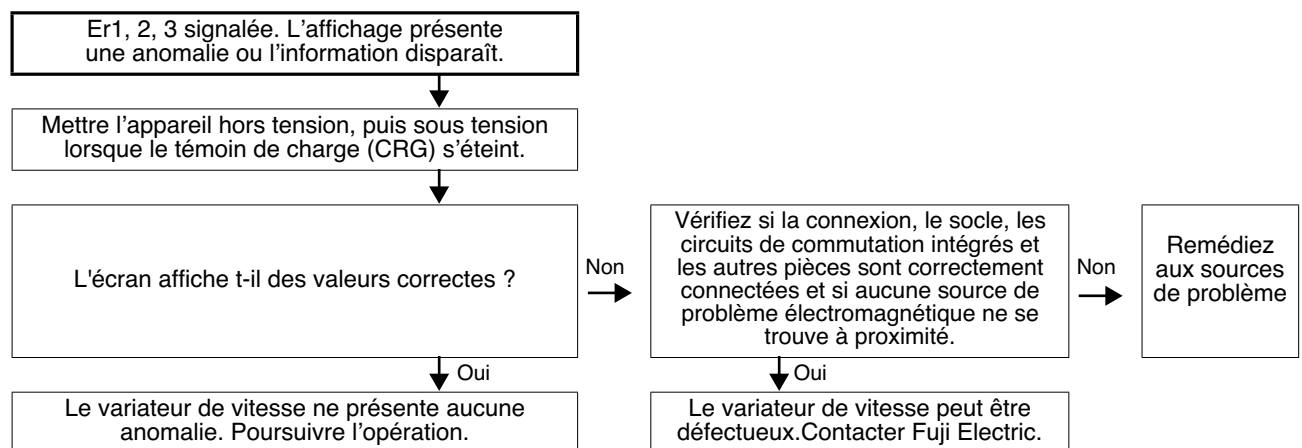 Er1, 2, 3 signalée. L’affichage présente
une anomalie ou l’information disparaît.
Mettre l’appareil hors tension, puis sous tension
lorsque le témoin de charge (CRG) s’éteint.
L'écran affiche t-il des valeurs correctes ?
Non
Vérifiez si la connexion, le socle, les
circuits de commutation intégrés et
les autres pièces sont correctement
connectées et si aucune source de
problème électromagnétique ne se
trouve à proximité.
Non
Remédiez
aux sources
de problème
Oui
Oui
Le variateur de vitesse ne présente aucune
anomalie. Poursuivre l’opération.
Le variateur de vitesse peut être
défectueux.Contacter Fuji Electric.